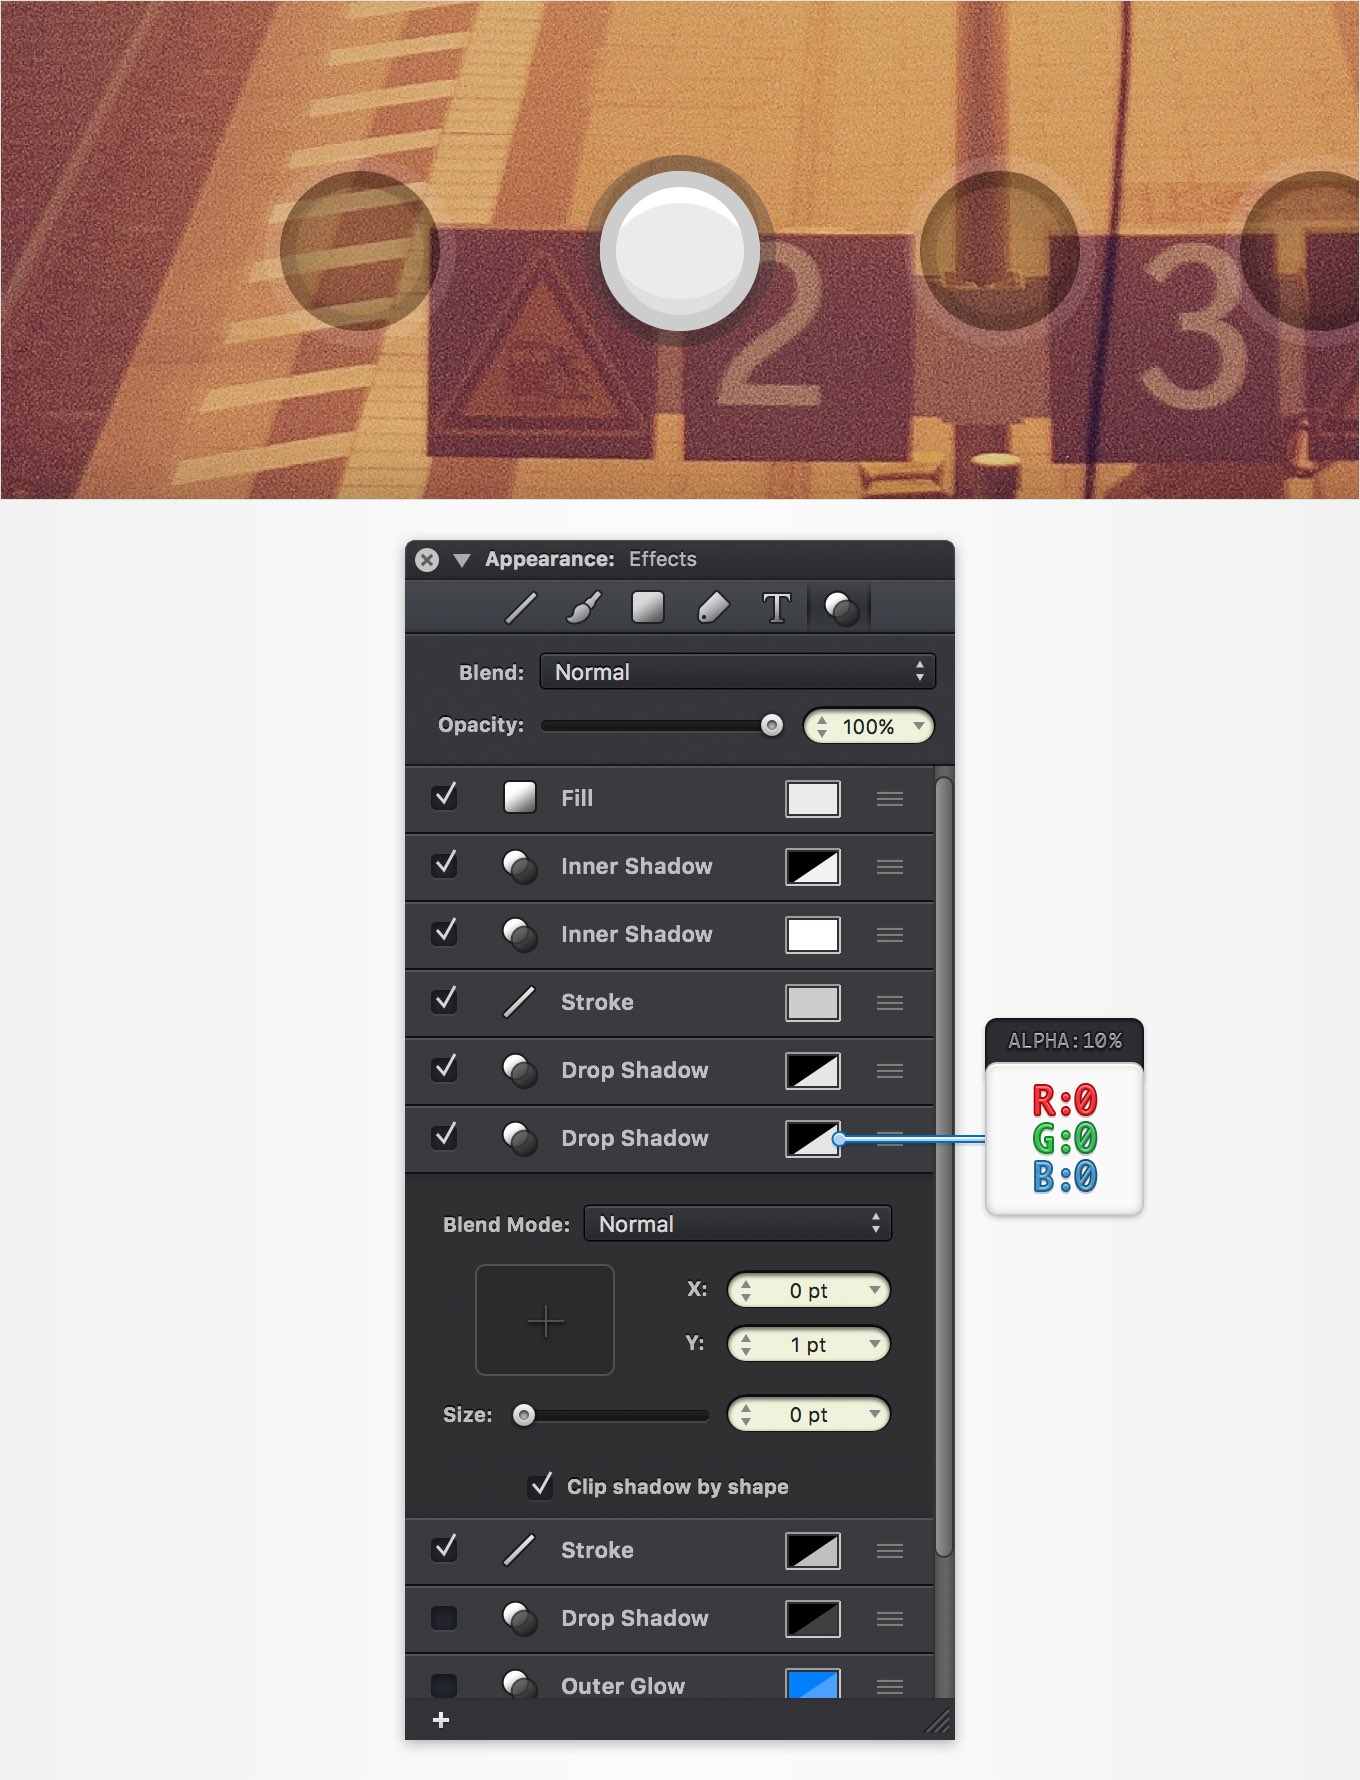 2
3
Appearance: Effects
T
Blend: Normal
Opacity: 100%
Fill
Inner Shadow
Inner Shadow
Stroke
Drop Shadow
Drop Shadow
ALPHA:10%
R:0
G:0
B:0
Blend Mode: Normal
X: 0 pt
Y: 1 pt
Size: 0 pt
Clip shadow by shape
Stroke
Drop Shadow
Outer Glow